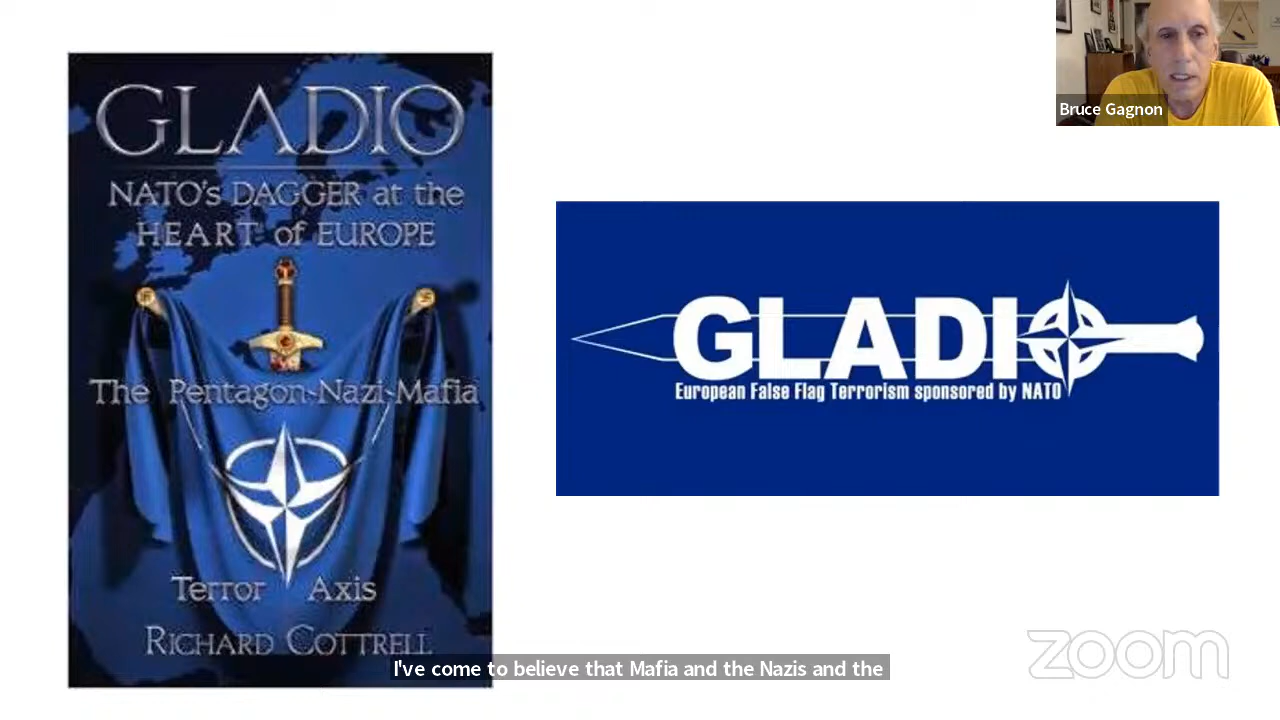 GLADIO
NATO's DAGGER at the
HEART of EUROPE
The Pentagon-Nazi-Mafia
Terror Axis
RICHARD COTTRELL
Bruce Gagnon
GLADIO
European False Flag Terrorism sponsored by NATO
I've come to believe that Mafia and the Nazis and the
zoom